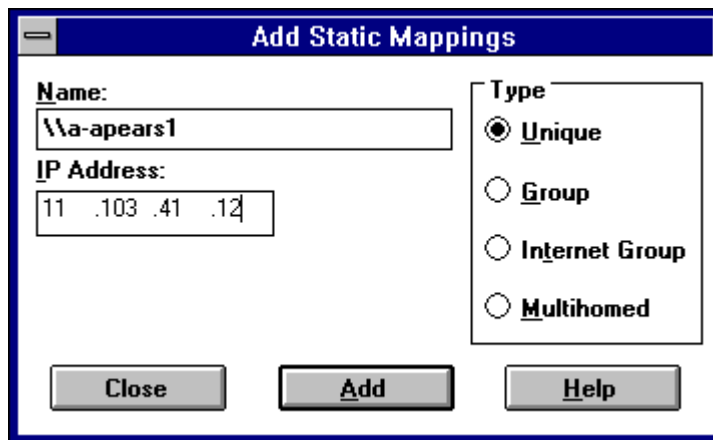 Add Static Mappings
Name:
\\a-apears1
IP Address:
11 .103 .41 .12
Type
Unique
Group
Internet Group
Multihomed
Close Add Help